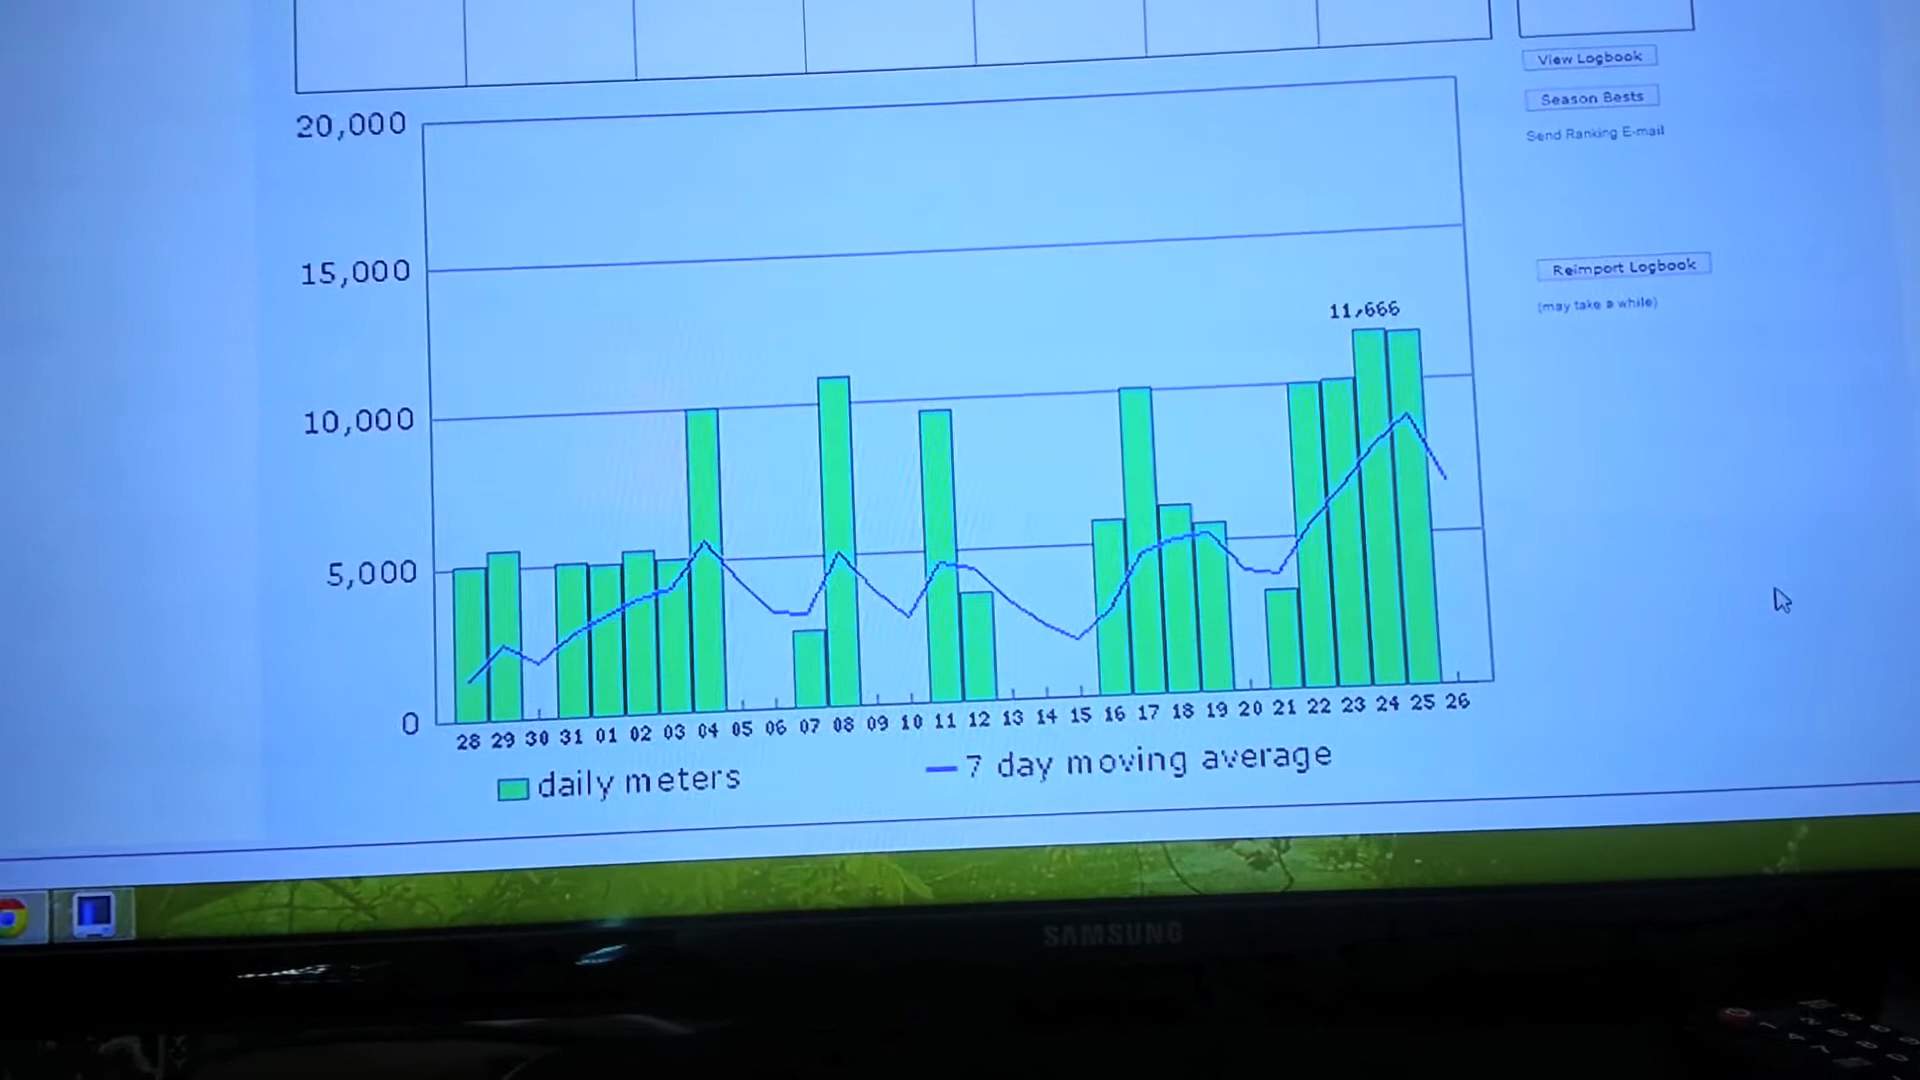 View Logbook
Season Bests
Send Ranking E-mail
Reimport Logbook
(may take a while)
20,000
15,000
10,000
5,000
0
11,666
28 29 30 31 01 02 03 04 05 06 07 08 09 10 11 12 13 14 15 16 17 18 19 20 21 22 23 24 25 26
daily meters
7 day moving average
SAMSUNG